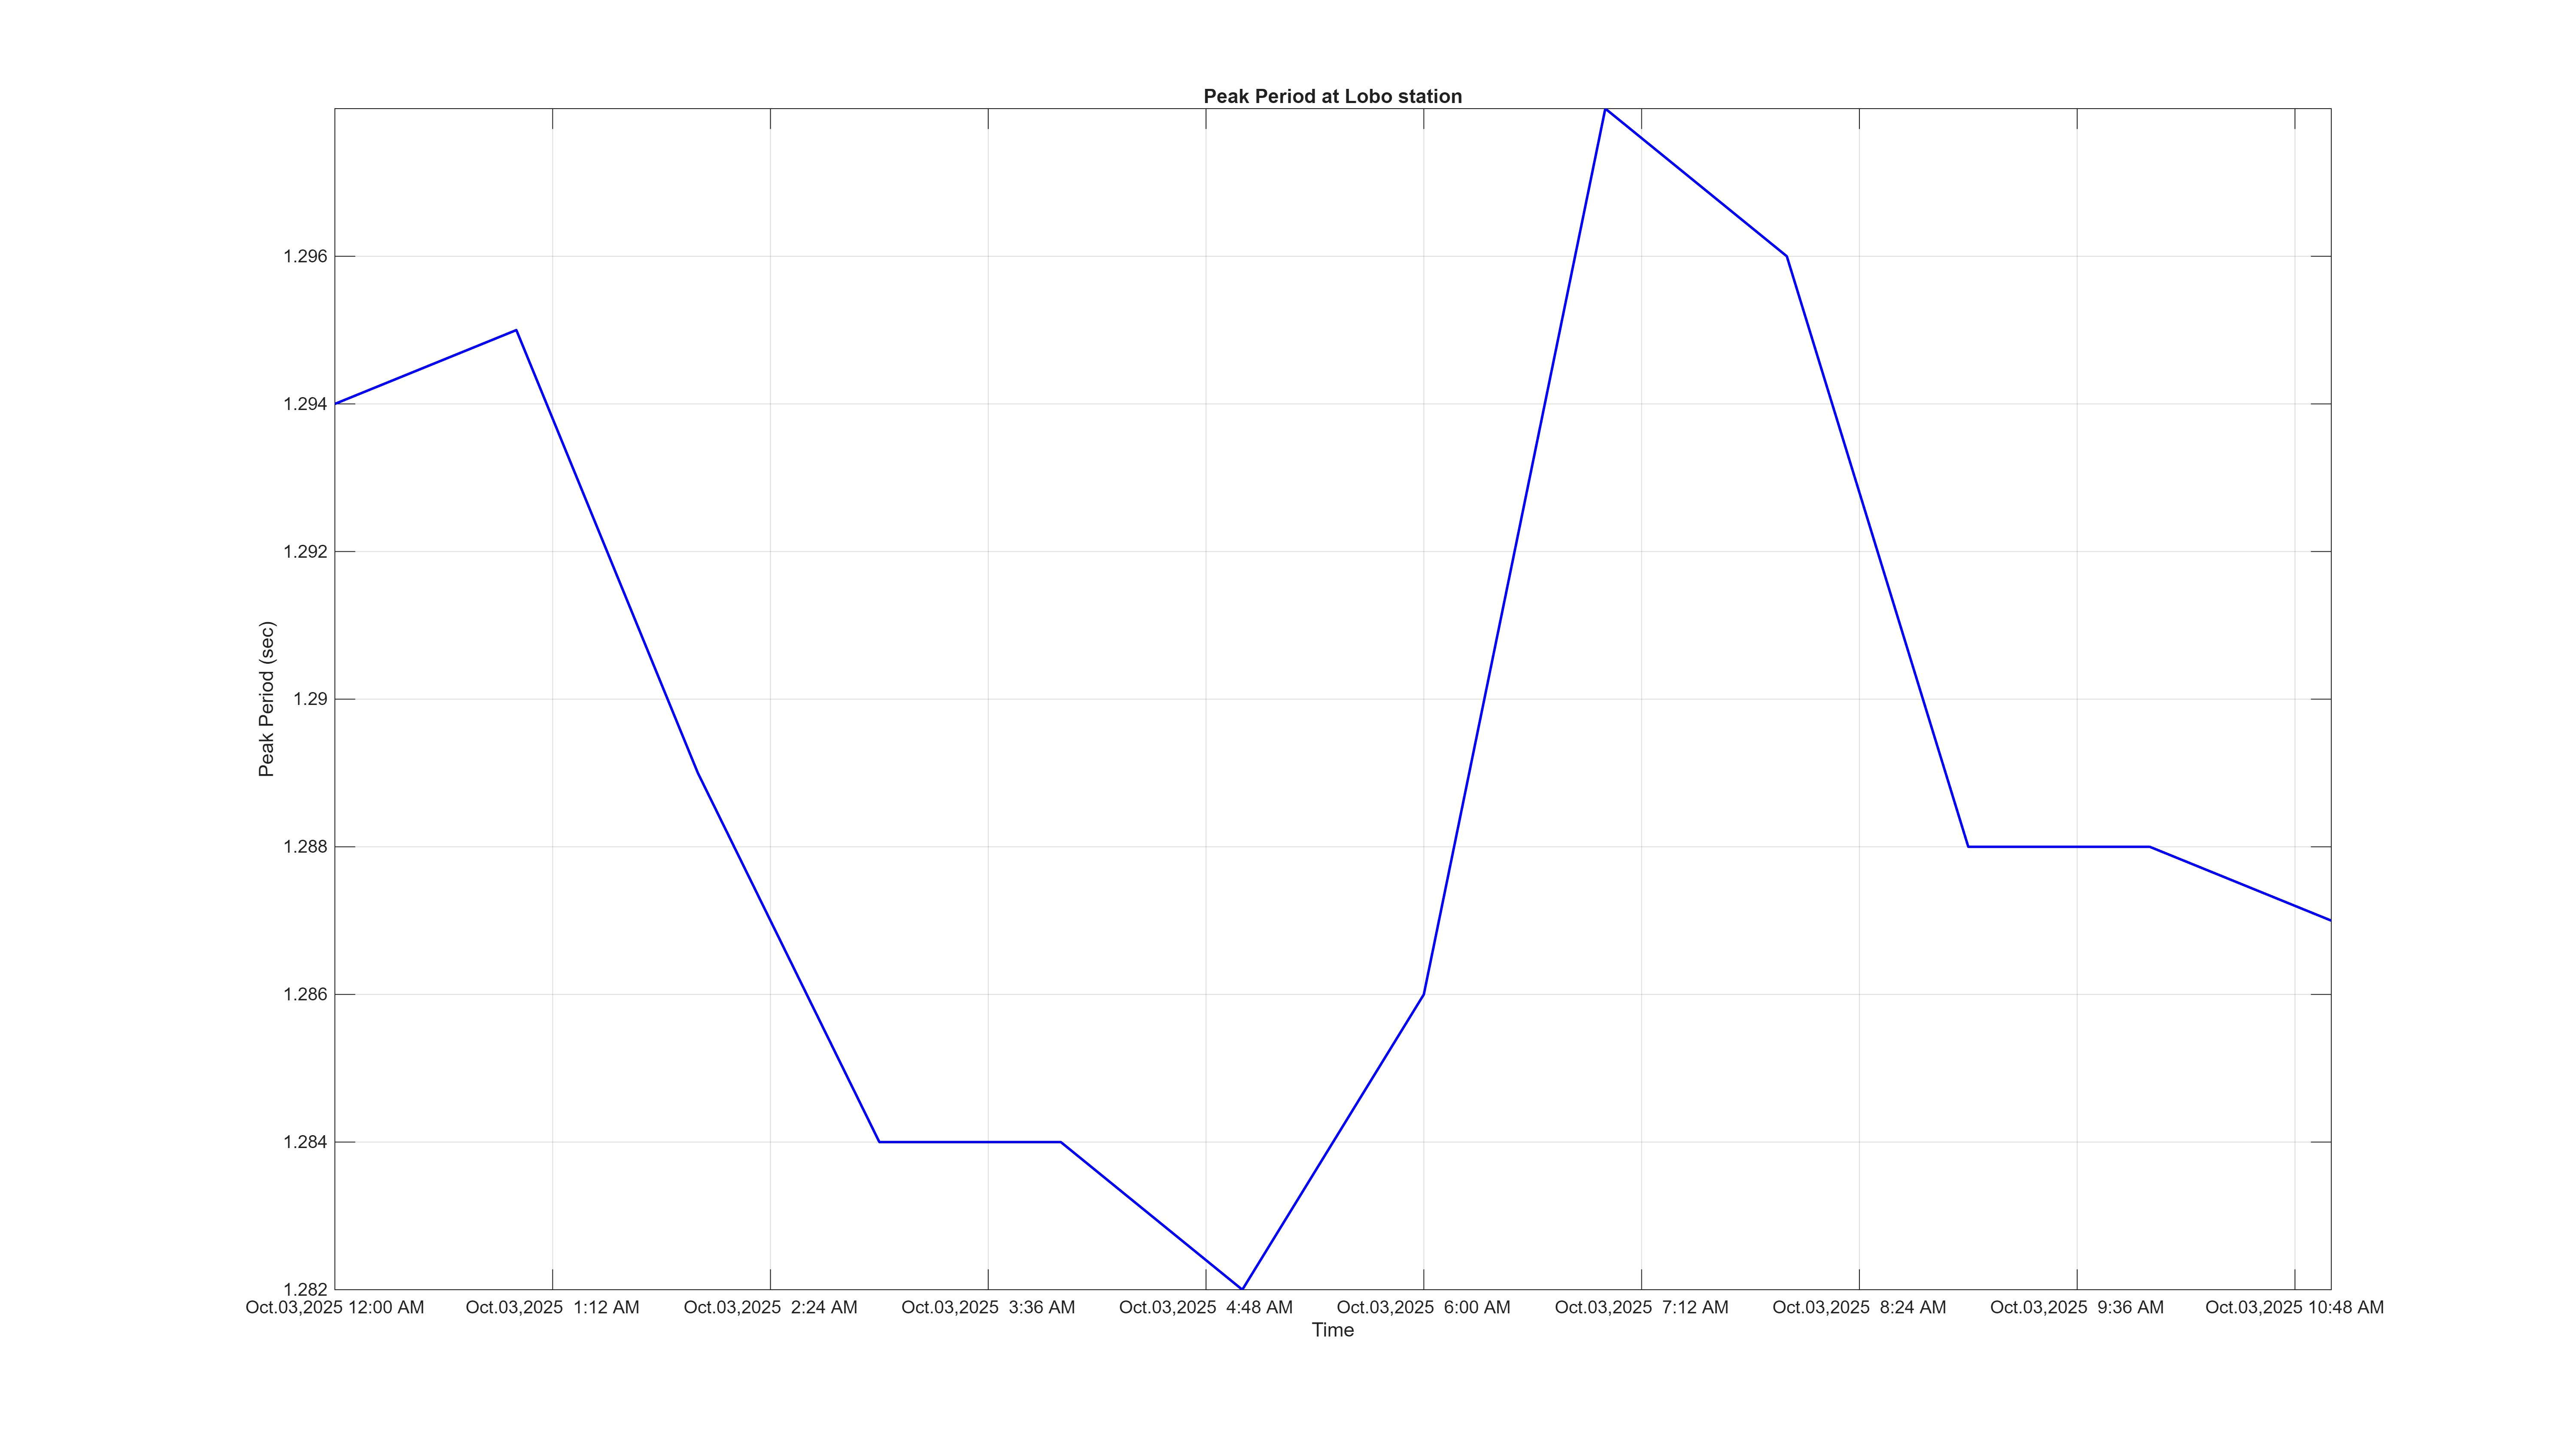 Peak Period at Lobo station
Peak Period (sec)
1.296
1.294
1.292
1.29
1.288
1.286
1.284
1.282
Oct.03,2025 12:00 AM
Oct.03,2025  1:12 AM
Oct.03,2025  2:24 AM
Oct.03,2025  3:36 AM
Oct.03,2025  4:48 AM
Oct.03,2025  6:00 AM
Oct.03,2025  7:12 AM
Oct.03,2025  8:24 AM
Oct.03,2025  9:36 AM
Oct.03,2025 10:48 AM
Time